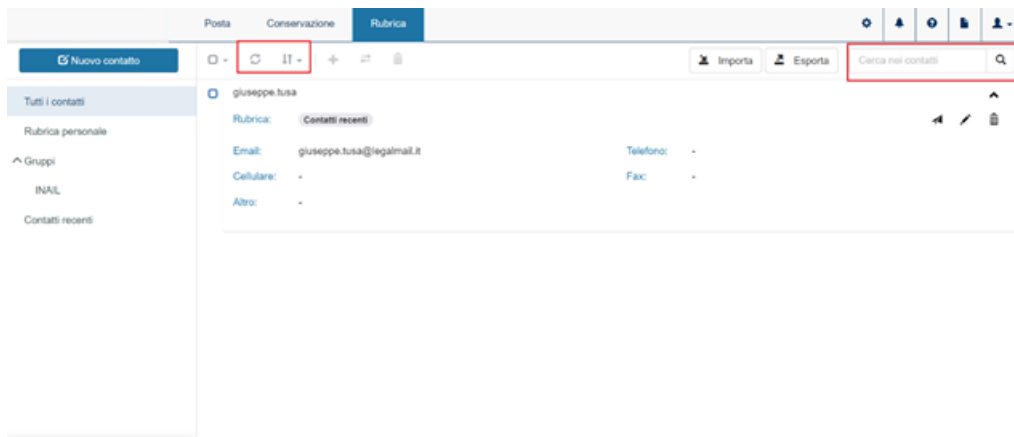 Posta Conservazione Rubrica
Nuovo contatto
Importa Esporta Cerca nei contatti
Tutti i contatti
Rubrica personale
Gruppi
INAIL
Contatti recenti
giuseppe.tusa
Rubrica: Contatti recenti
Email: giuseppe.tusa@legalmail.it Telefono: -
Cellulare: - Fax: -
Altro: -